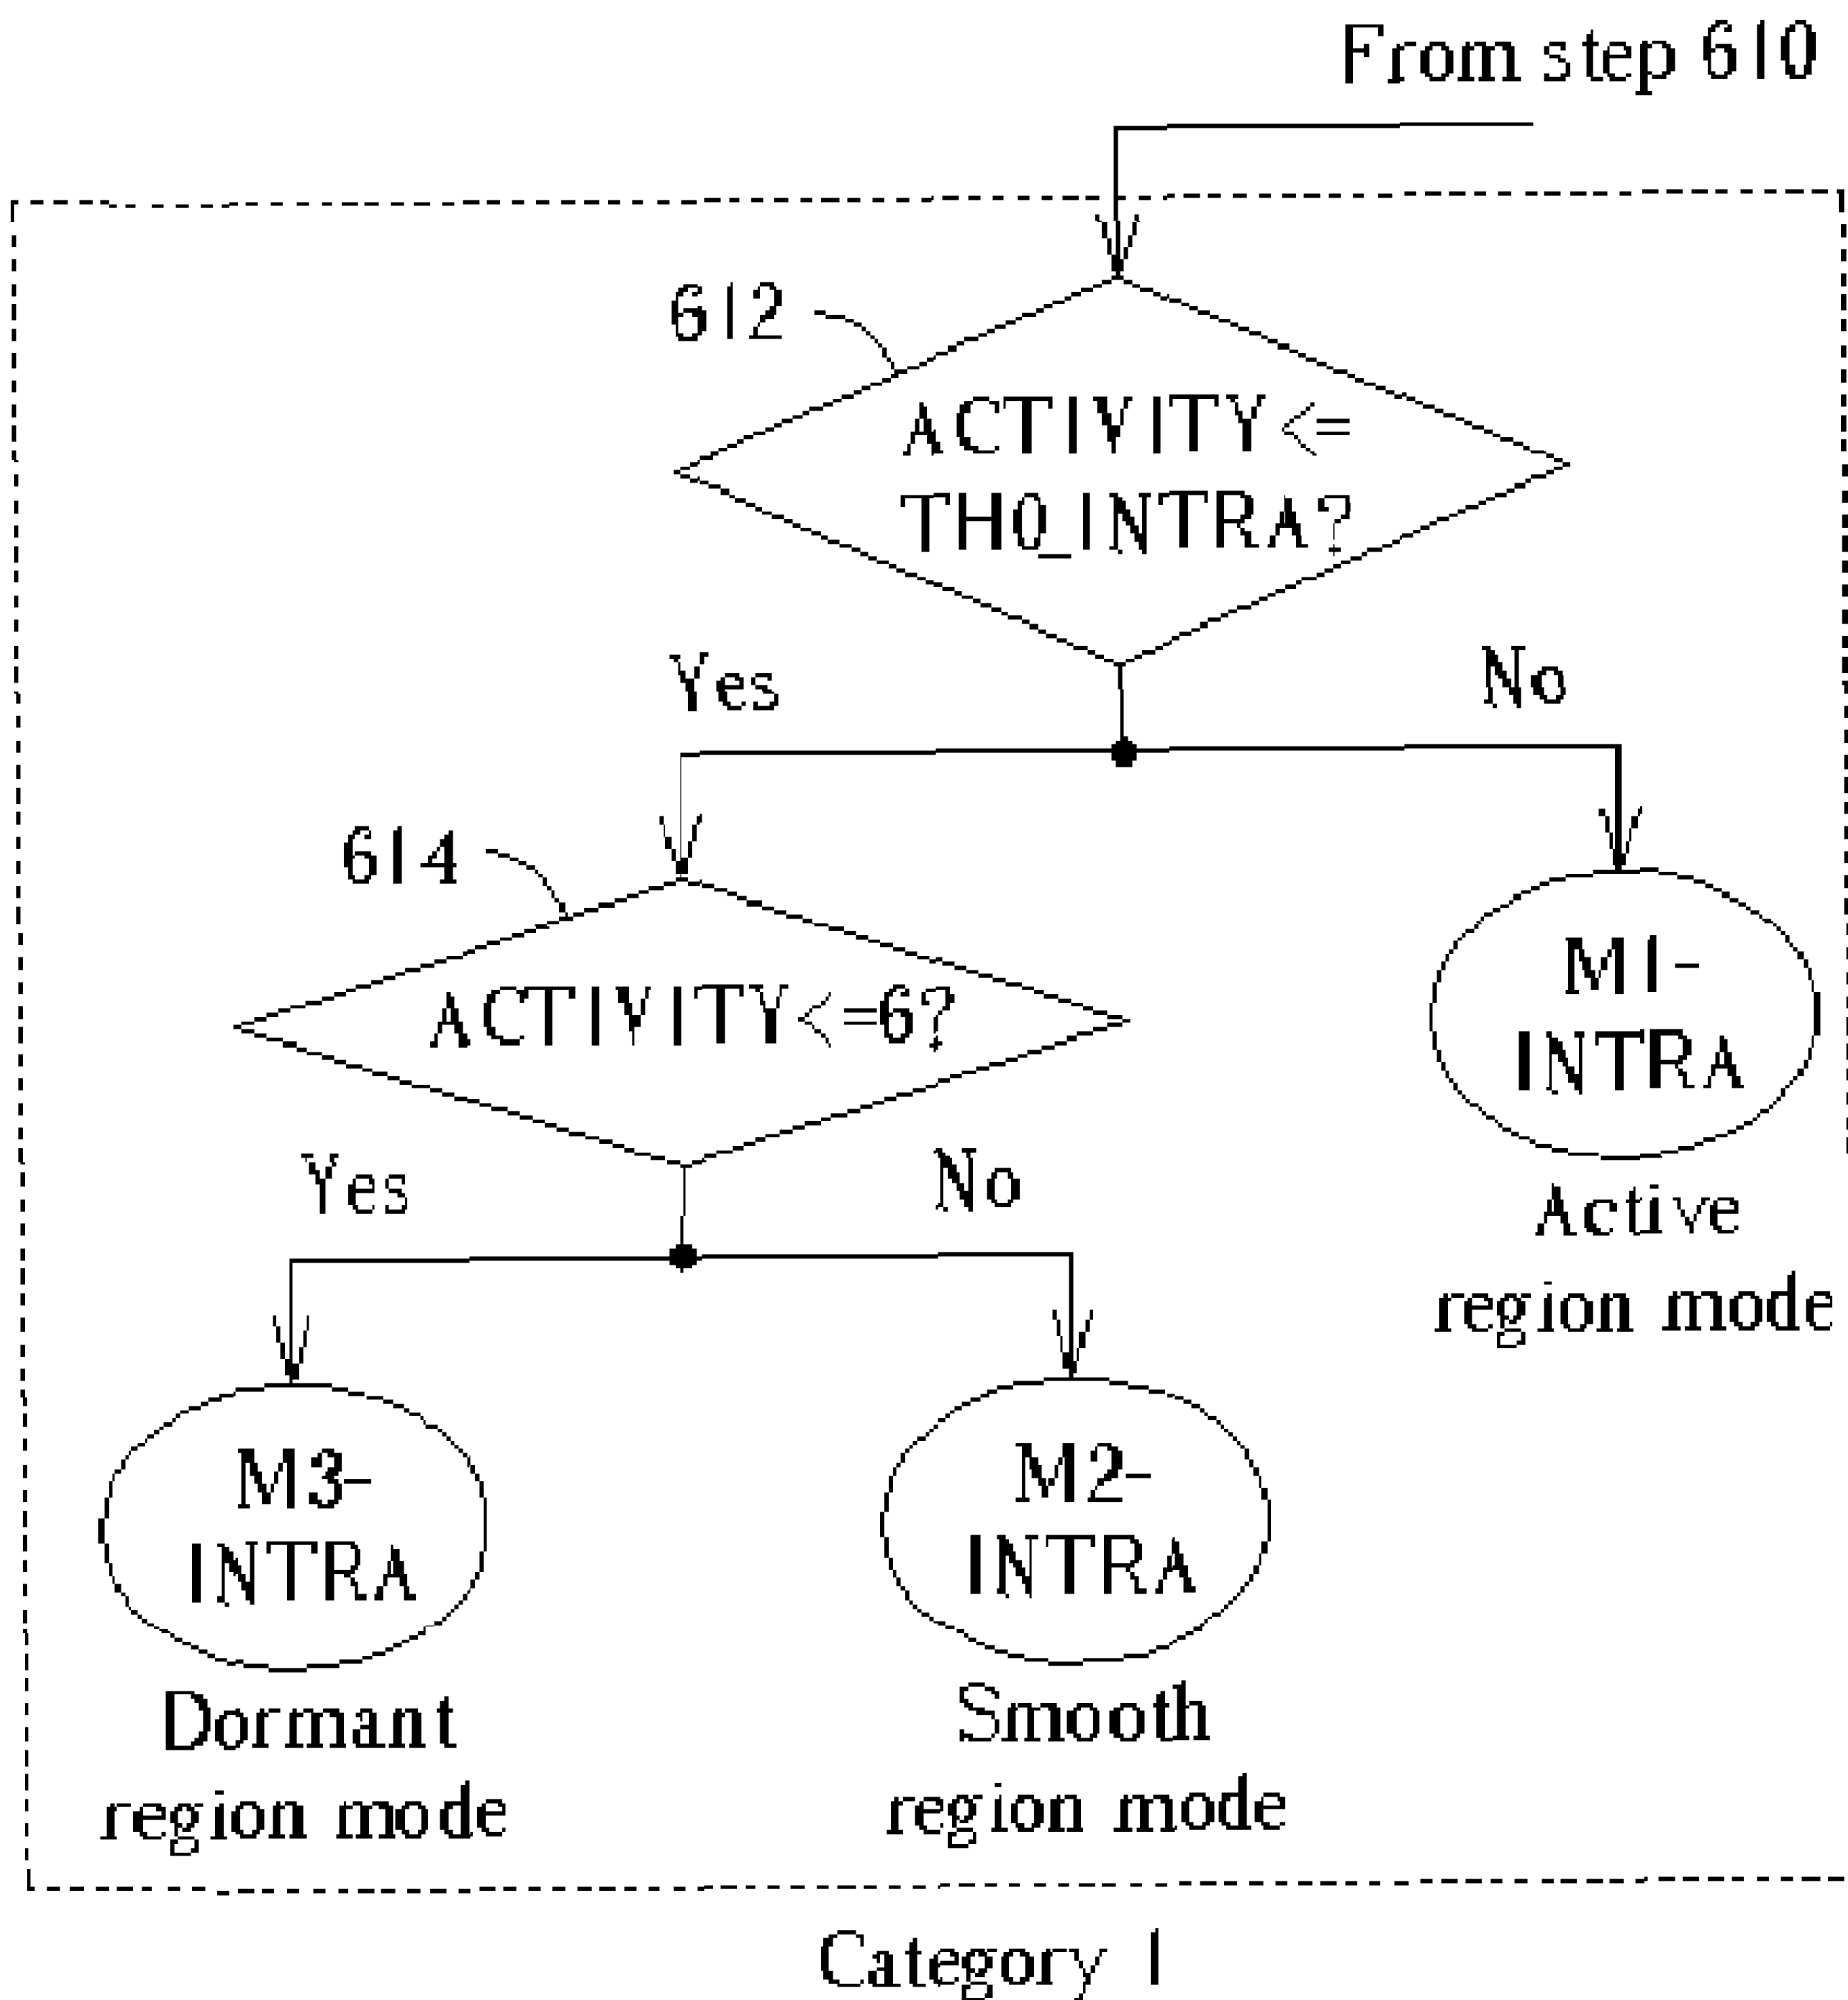 From step 610
612
ACTIVITY<=
TH0_INTRA?
Yes
No
614
ACTIVITY<=6?
M1-
INTRA
Yes
No
Active
region mode
M3-
INTRA
M2-
INTRA
Dormant
region mode
Smooth
region mode
Category 1